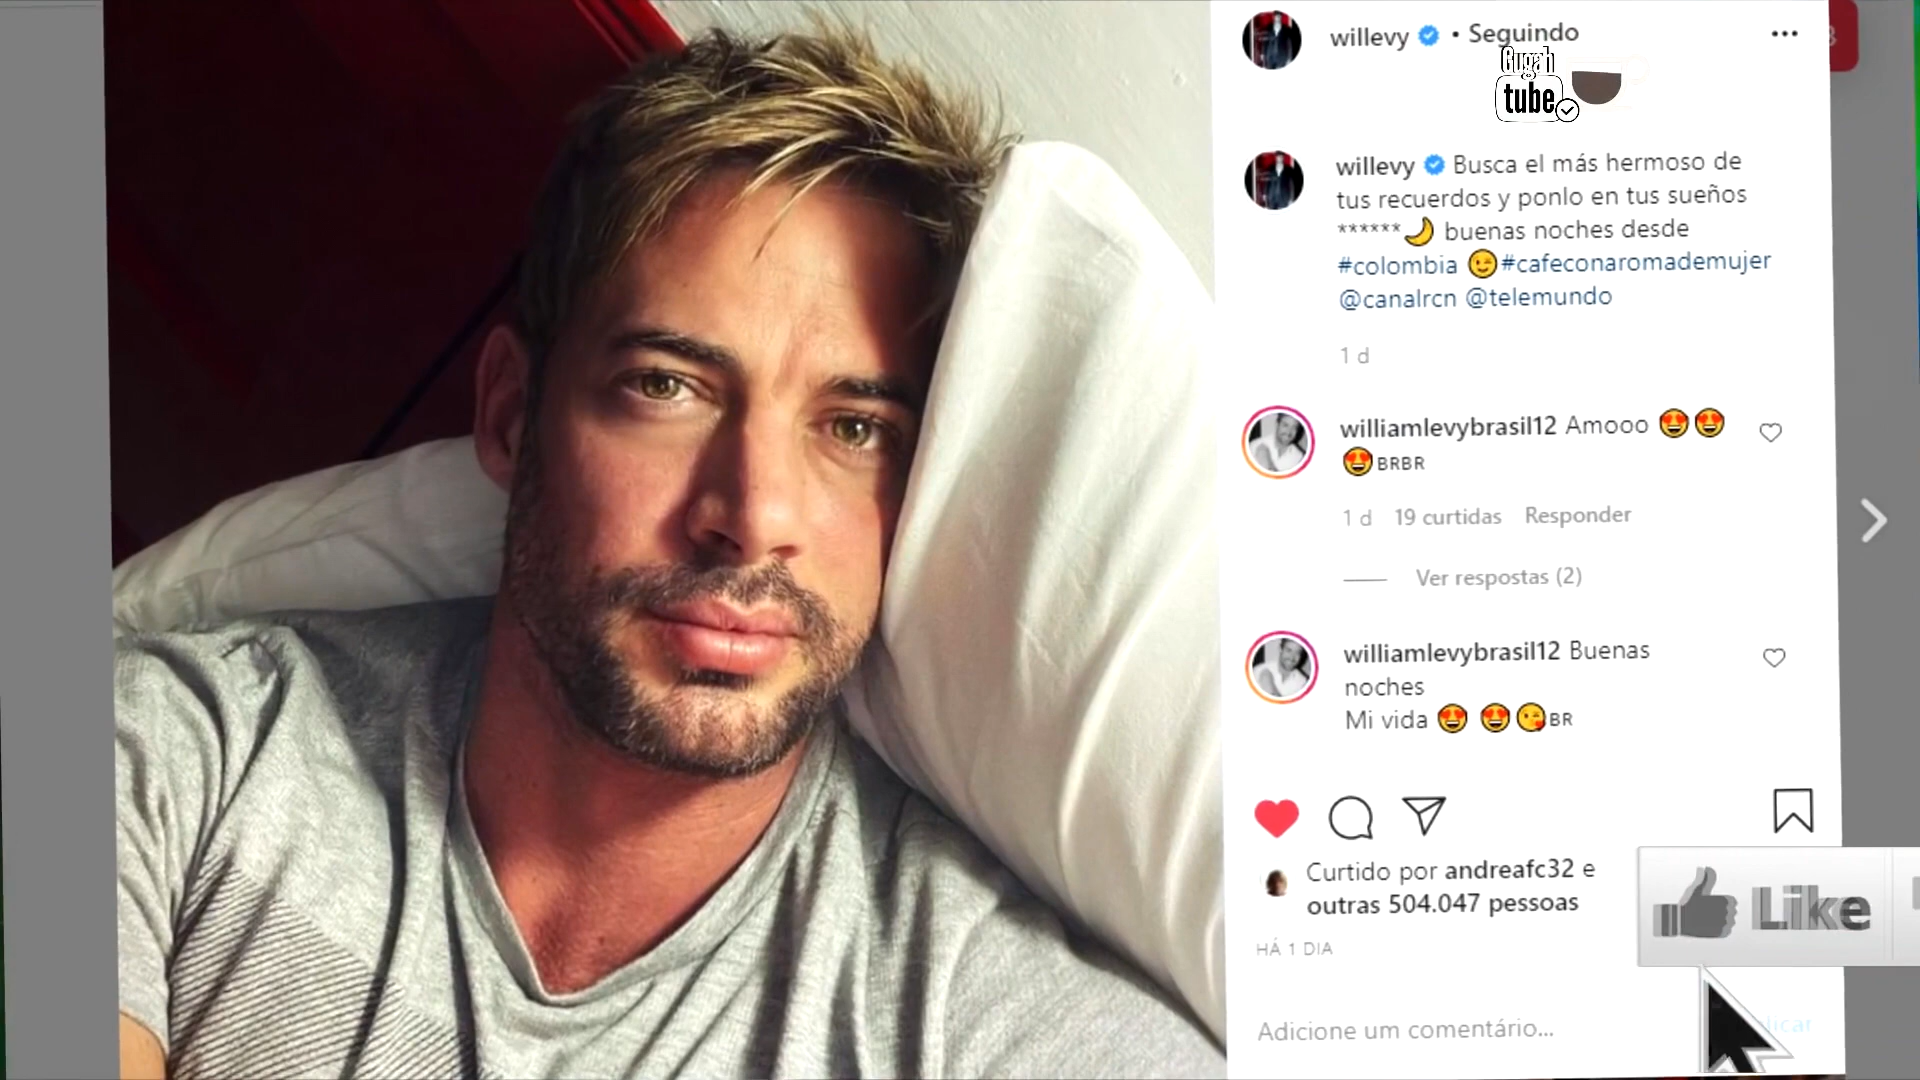 willevy • Seguindo
Gugah
tube
willevy Busca el más hermoso de
tus recuerdos y ponlo en tus sueños
******🌙 buenas noches desde
#colombia 😉#cafeconaromademujer
@canalrcn @telemundo
1 d
williamlevybrasil12 Amooo 😍😍
😍BRBR
1 d 19 curtidas Responder
Ver respostas (2)
williamlevybrasil12 Buenas
noches
Mi vida 😍 😍 😘BR
Curtido por andreafc32 e
outras 504.047 pessoas
HÁ 1 DIA
Like
Adicione um comentário...